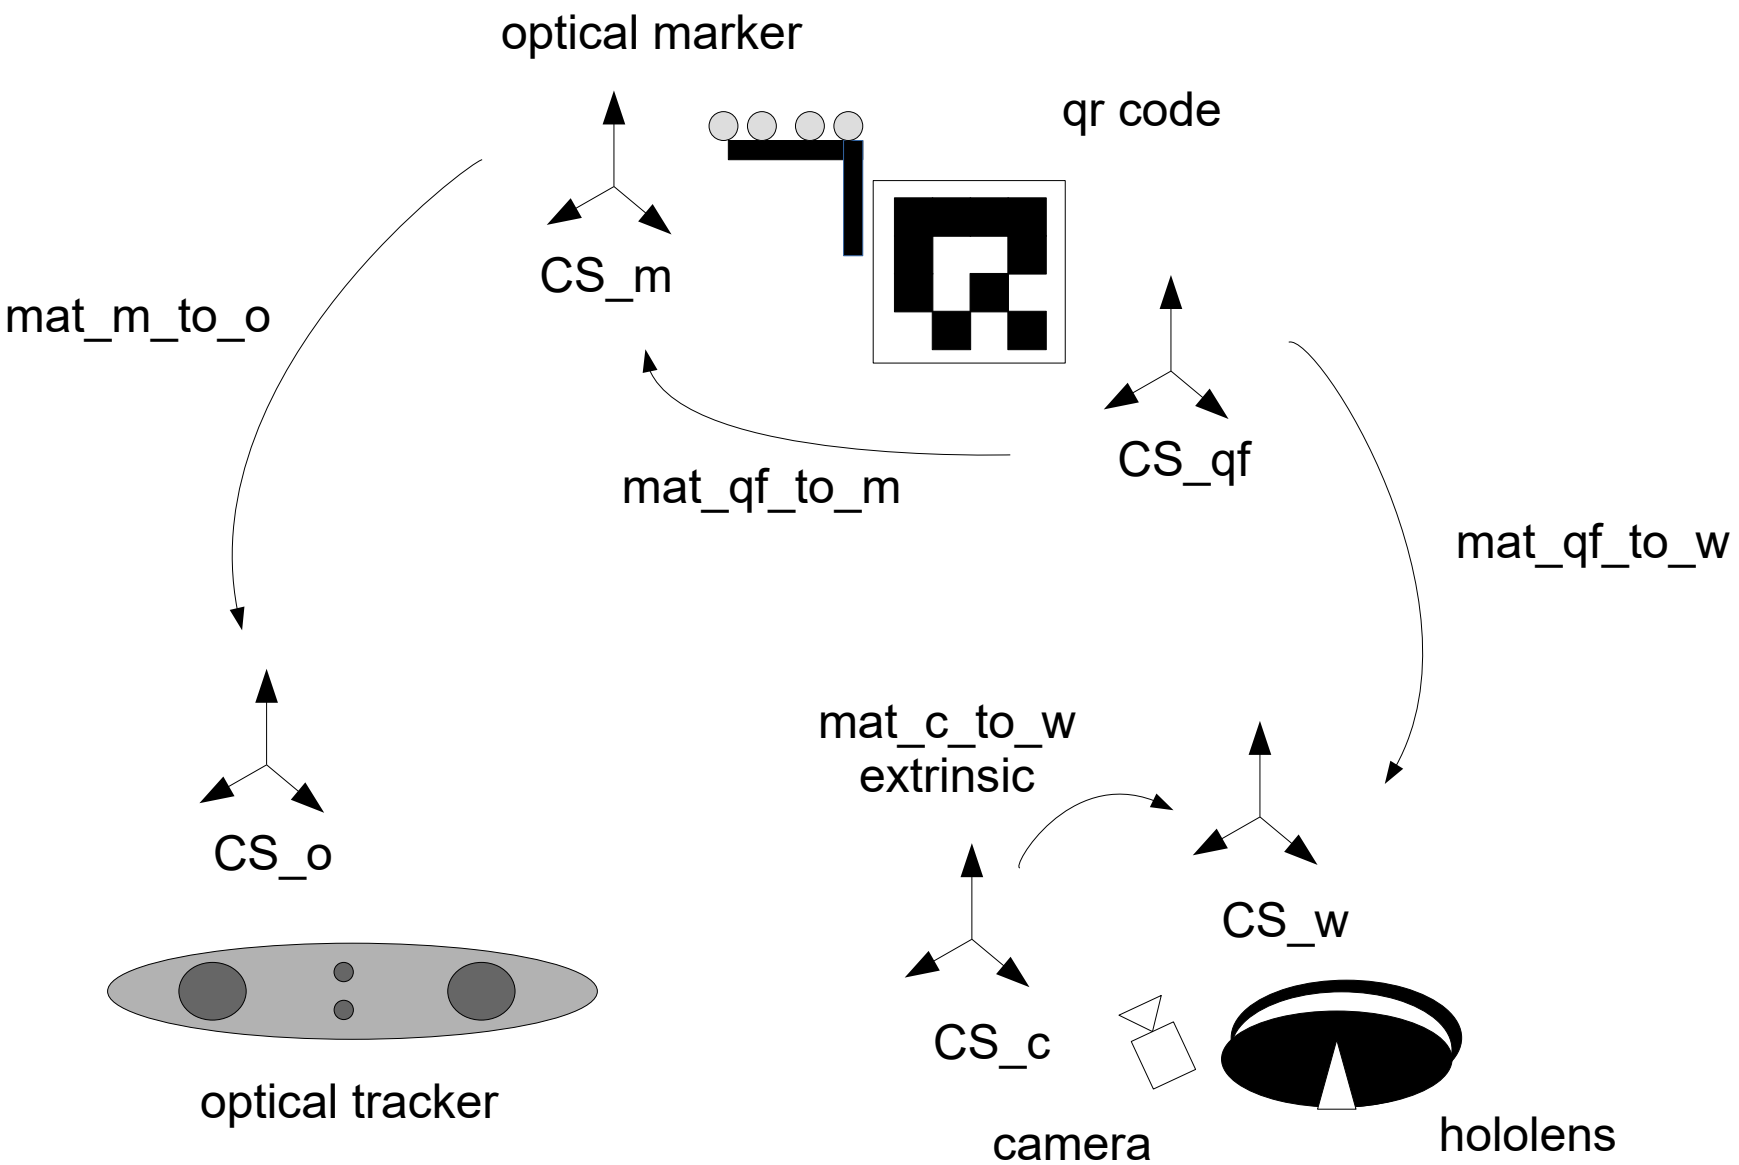 optical marker
qr code
CS_m
mat_m_to_o
CS_qf
mat_qf_to_m
mat_qf_to_w
mat_c_to_w
extrinsic
CS_o
CS_w
CS_c
optical tracker
camera
hololens